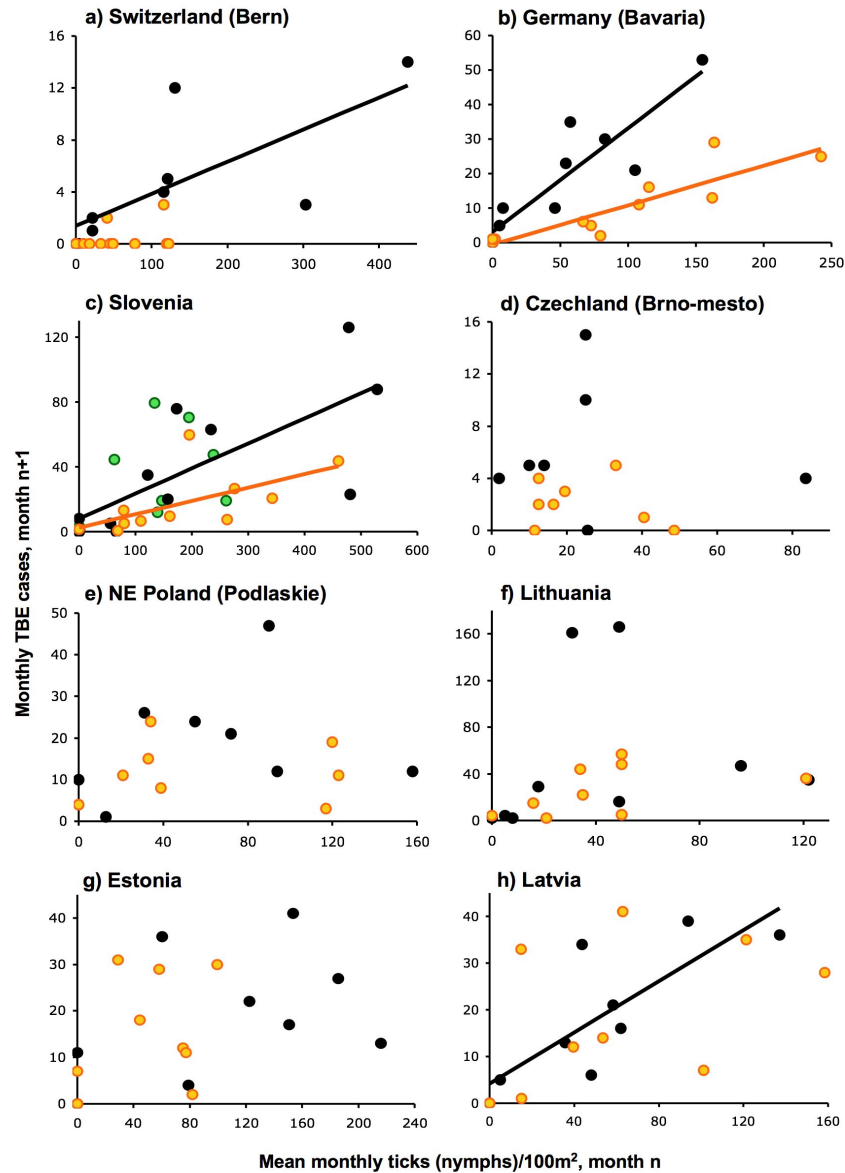 a) Switzerland (Bern)
16
12
8
4
0
0 100 200 300 400
b) Germany (Bavaria)
60
50
40
30
20
10
0
0 50 100 150 200 250
c) Slovenia
120
80
40
0
0 100 200 300 400 500 600
d) Czechland (Brno-mesto)
16
12
8
4
0
0 20 40 60 80
Monthly TBE cases, month n+1
e) NE Poland (Podlaskie)
50
40
30
20
10
0
0 40 80 120 160
f) Lithuania
160
120
80
40
0
0 40 80 120
g) Estonia
40
30
20
10
0
0 40 80 120 160 200 240
h) Latvia
40
30
20
10
0
0 40 80 120 160
Mean monthly ticks (nymphs)/100m², month n